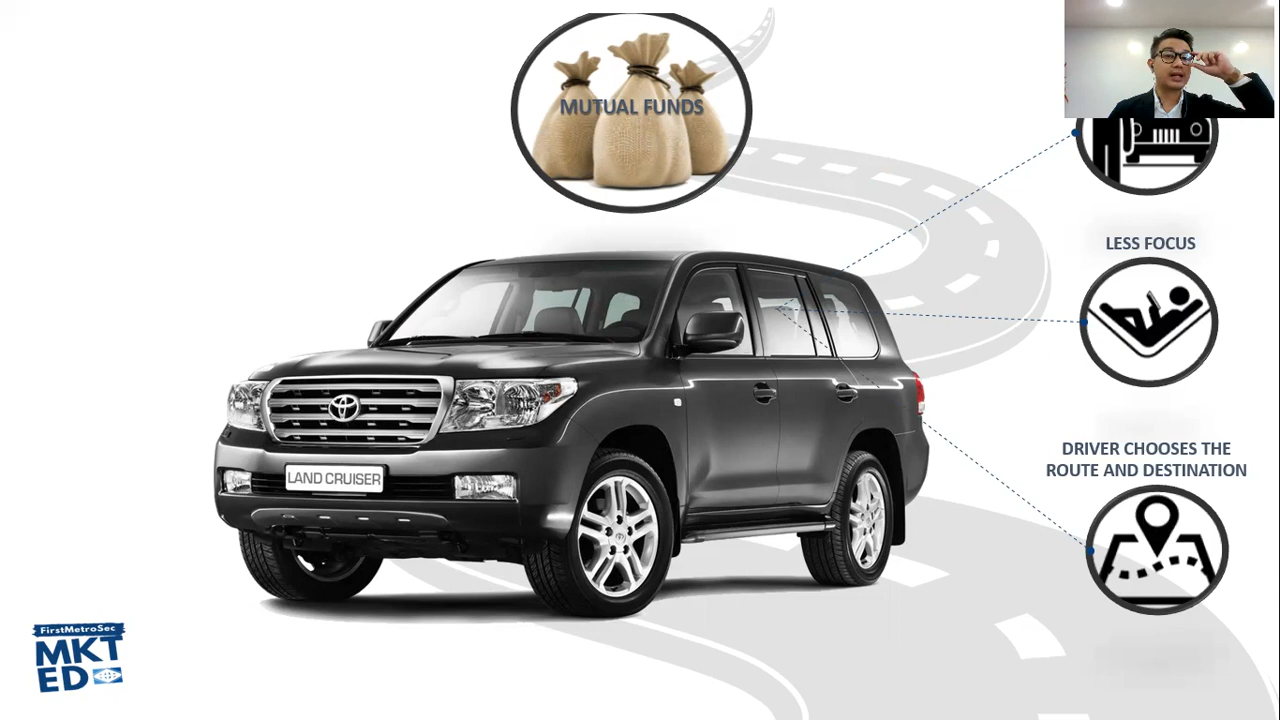 MUTUAL FUNDS
LESS FOCUS
DRIVER CHOOSES THE
ROUTE AND DESTINATION
LAND CRUISER
FirstMetroSec
MKT
ED